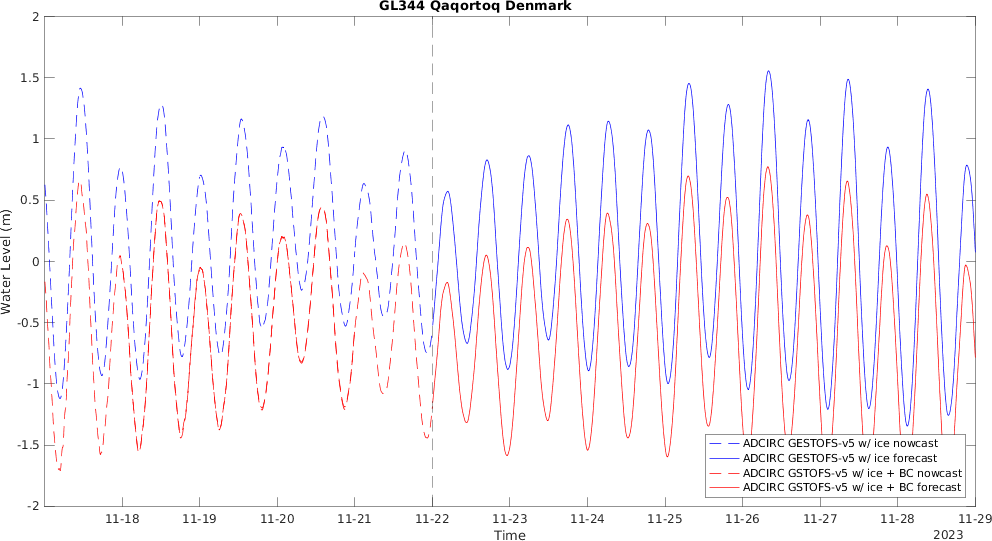 GL344 Qaqortoq Denmark
2
1.5
1
0.5
0
-0.5
-1
-1.5
-2
Water Level (m)
ADCIRC GESTOFS-v5 w/ ice nowcast
ADCIRC GESTOFS-v5 w/ ice forecast
ADCIRC GSTOFS-v5 w/ ice + BC nowcast
ADCIRC GSTOFS-v5 w/ ice + BC forecast
11-18 11-19 11-20 11-21 11-22 11-23 11-24 11-25 11-26 11-27 11-28 11-29
Time
2023